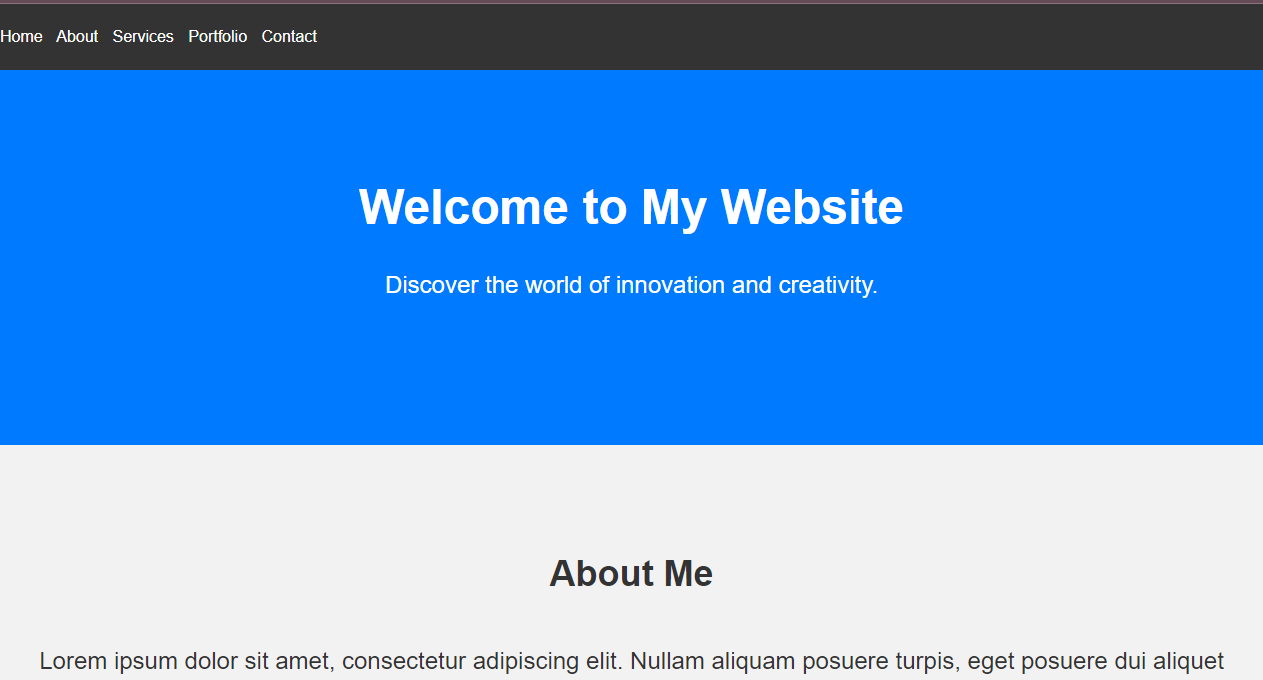 Home About Services Portfolio Contact
Welcome to My Website
Discover the world of innovation and creativity.
About Me
Lorem ipsum dolor sit amet, consectetur adipiscing elit. Nullam aliquam posuere turpis, eget posuere dui aliquet